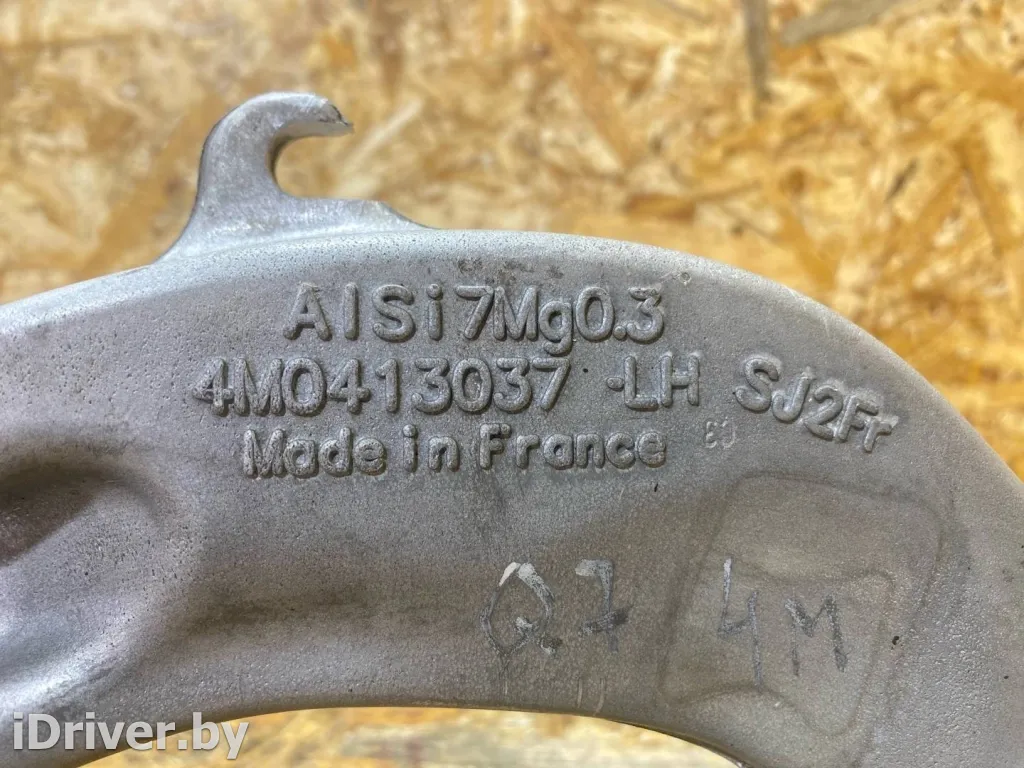 AlSi7Mg0.3
4M0413037 -LH SJ2Fr
Made in France
Q7 4M
iDriver.by